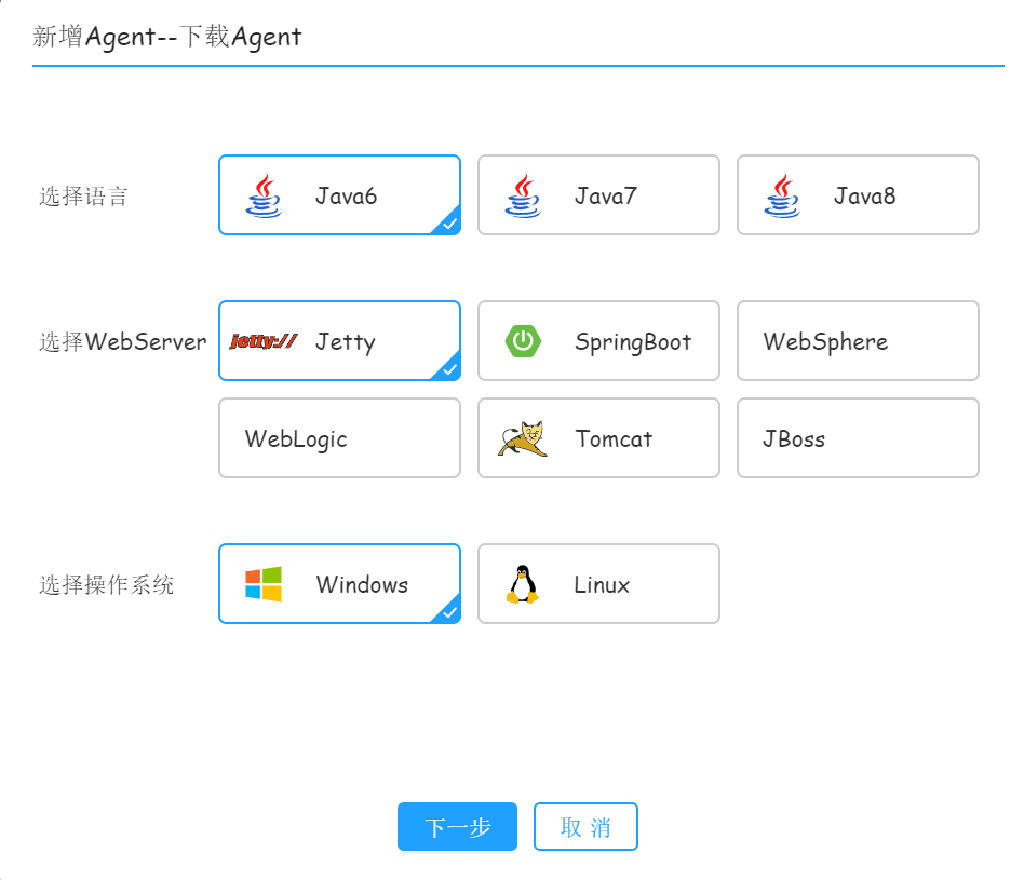 新增Agent--下载Agent
选择语言 Java6 Java7 Java8
选择WebServer jetty:// Jetty SpringBoot WebSphere
WebLogic Tomcat JBoss
选择操作系统 Windows Linux
下一步 取 消